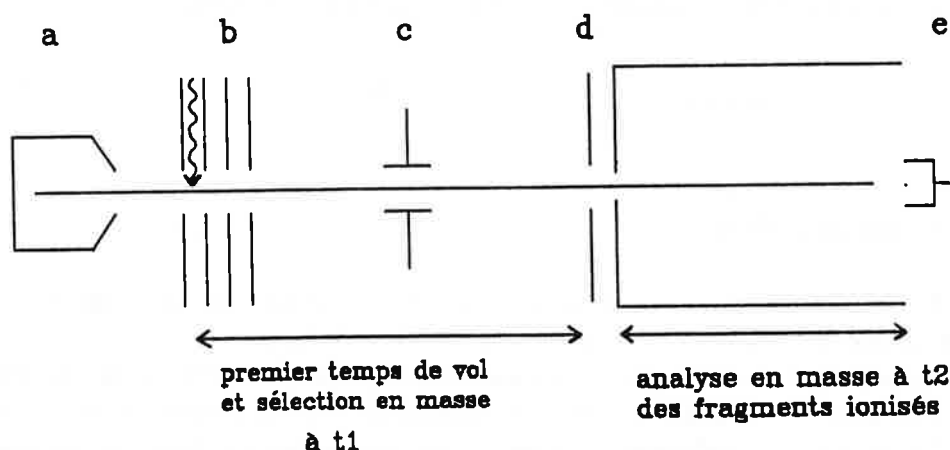 a b c d e
premier temps de vol
et sélection en masse
à t1
analyse en masse à t2
des fragments ionisés